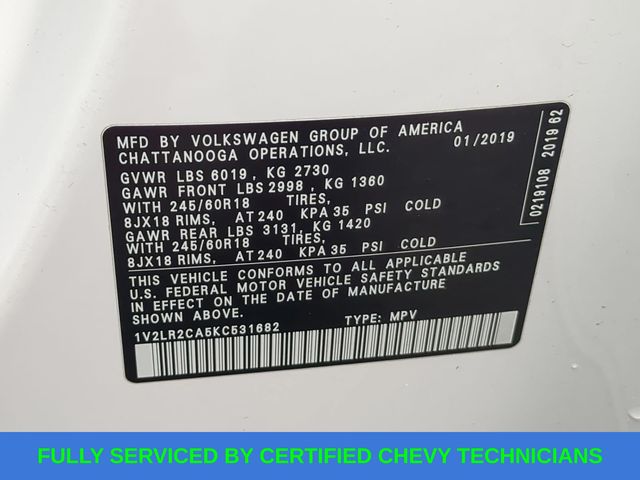 MFD BY VOLKSWAGEN GROUP OF AMERICA
CHATTANOOGA OPERATIONS, LLC. 01/2019
GVWR LBS 6019, KG 2730
GAWR FRONT LBS 2998, KG 1360
WITH 245/60R18 TIRES,
8JX18 RIMS, AT 240 KPA 35 PSI COLD
GAWR REAR LBS 3131, KG 1420
WITH 245/60R18 TIRES,
8JX18 RIMS, AT 240 KPA 35 PSI COLD
THIS VEHICLE CONFORMS TO ALL APPLICABLE
U.S. FEDERAL MOTOR VEHICLE SAFETY STANDARDS
IN EFFECT ON THE DATE OF MANUFACTURE
SHOWN ABOVE.
1V2LR2CA5KC531682 TYPE: MPV
0219108 2019 62
FULLY SERVICED BY CERTIFIED CHEVY TECHNICIANS